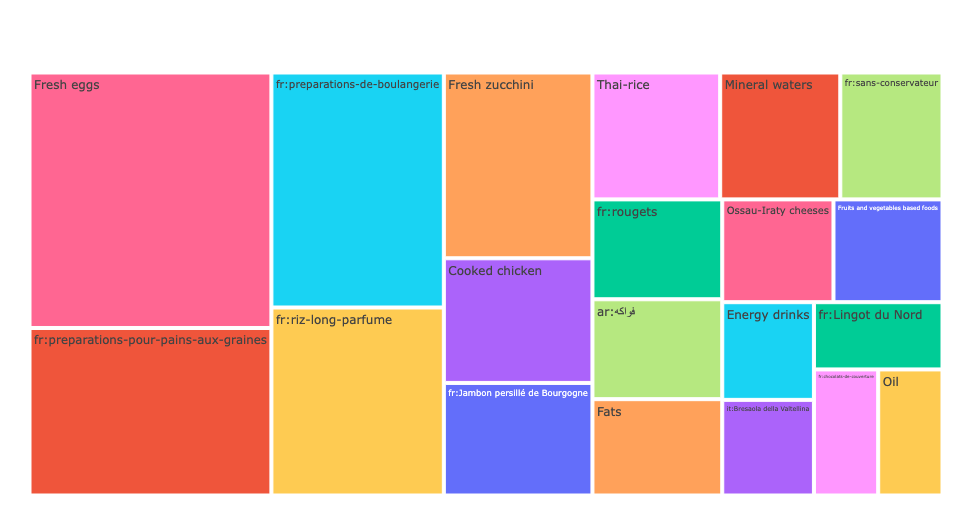 Fresh eggs
fr:preparations-pour-pains-aux-graines
fr:preparations-de-boulangerie
fr:riz-long-parfume
Fresh zucchini
Cooked chicken
fr:Jambon persillé de Bourgogne
Thai-rice
fr:rougets
ar:فواكه
Fats
Mineral waters
fr:sans-conservateur
Ossau-Iraty cheeses
Fruits and vegetables based foods
Energy drinks
it:Bresaola della Valtellina
fr:Lingot du Nord
fr:chocolats-de-couverture
Oil